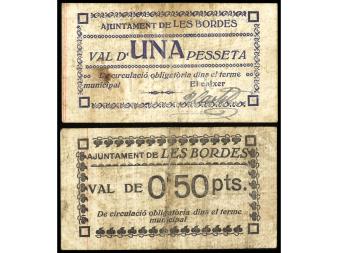 AJUNTAMENT DE LES BORDES
VAL D'UNA PESSETA
De circulació obligatòria dins el terme
municipal El caixer
AJUNTAMENT DE LES BORDES
VAL DE 0'50 pts.
De circulació obligatòria dins el terme
municipal